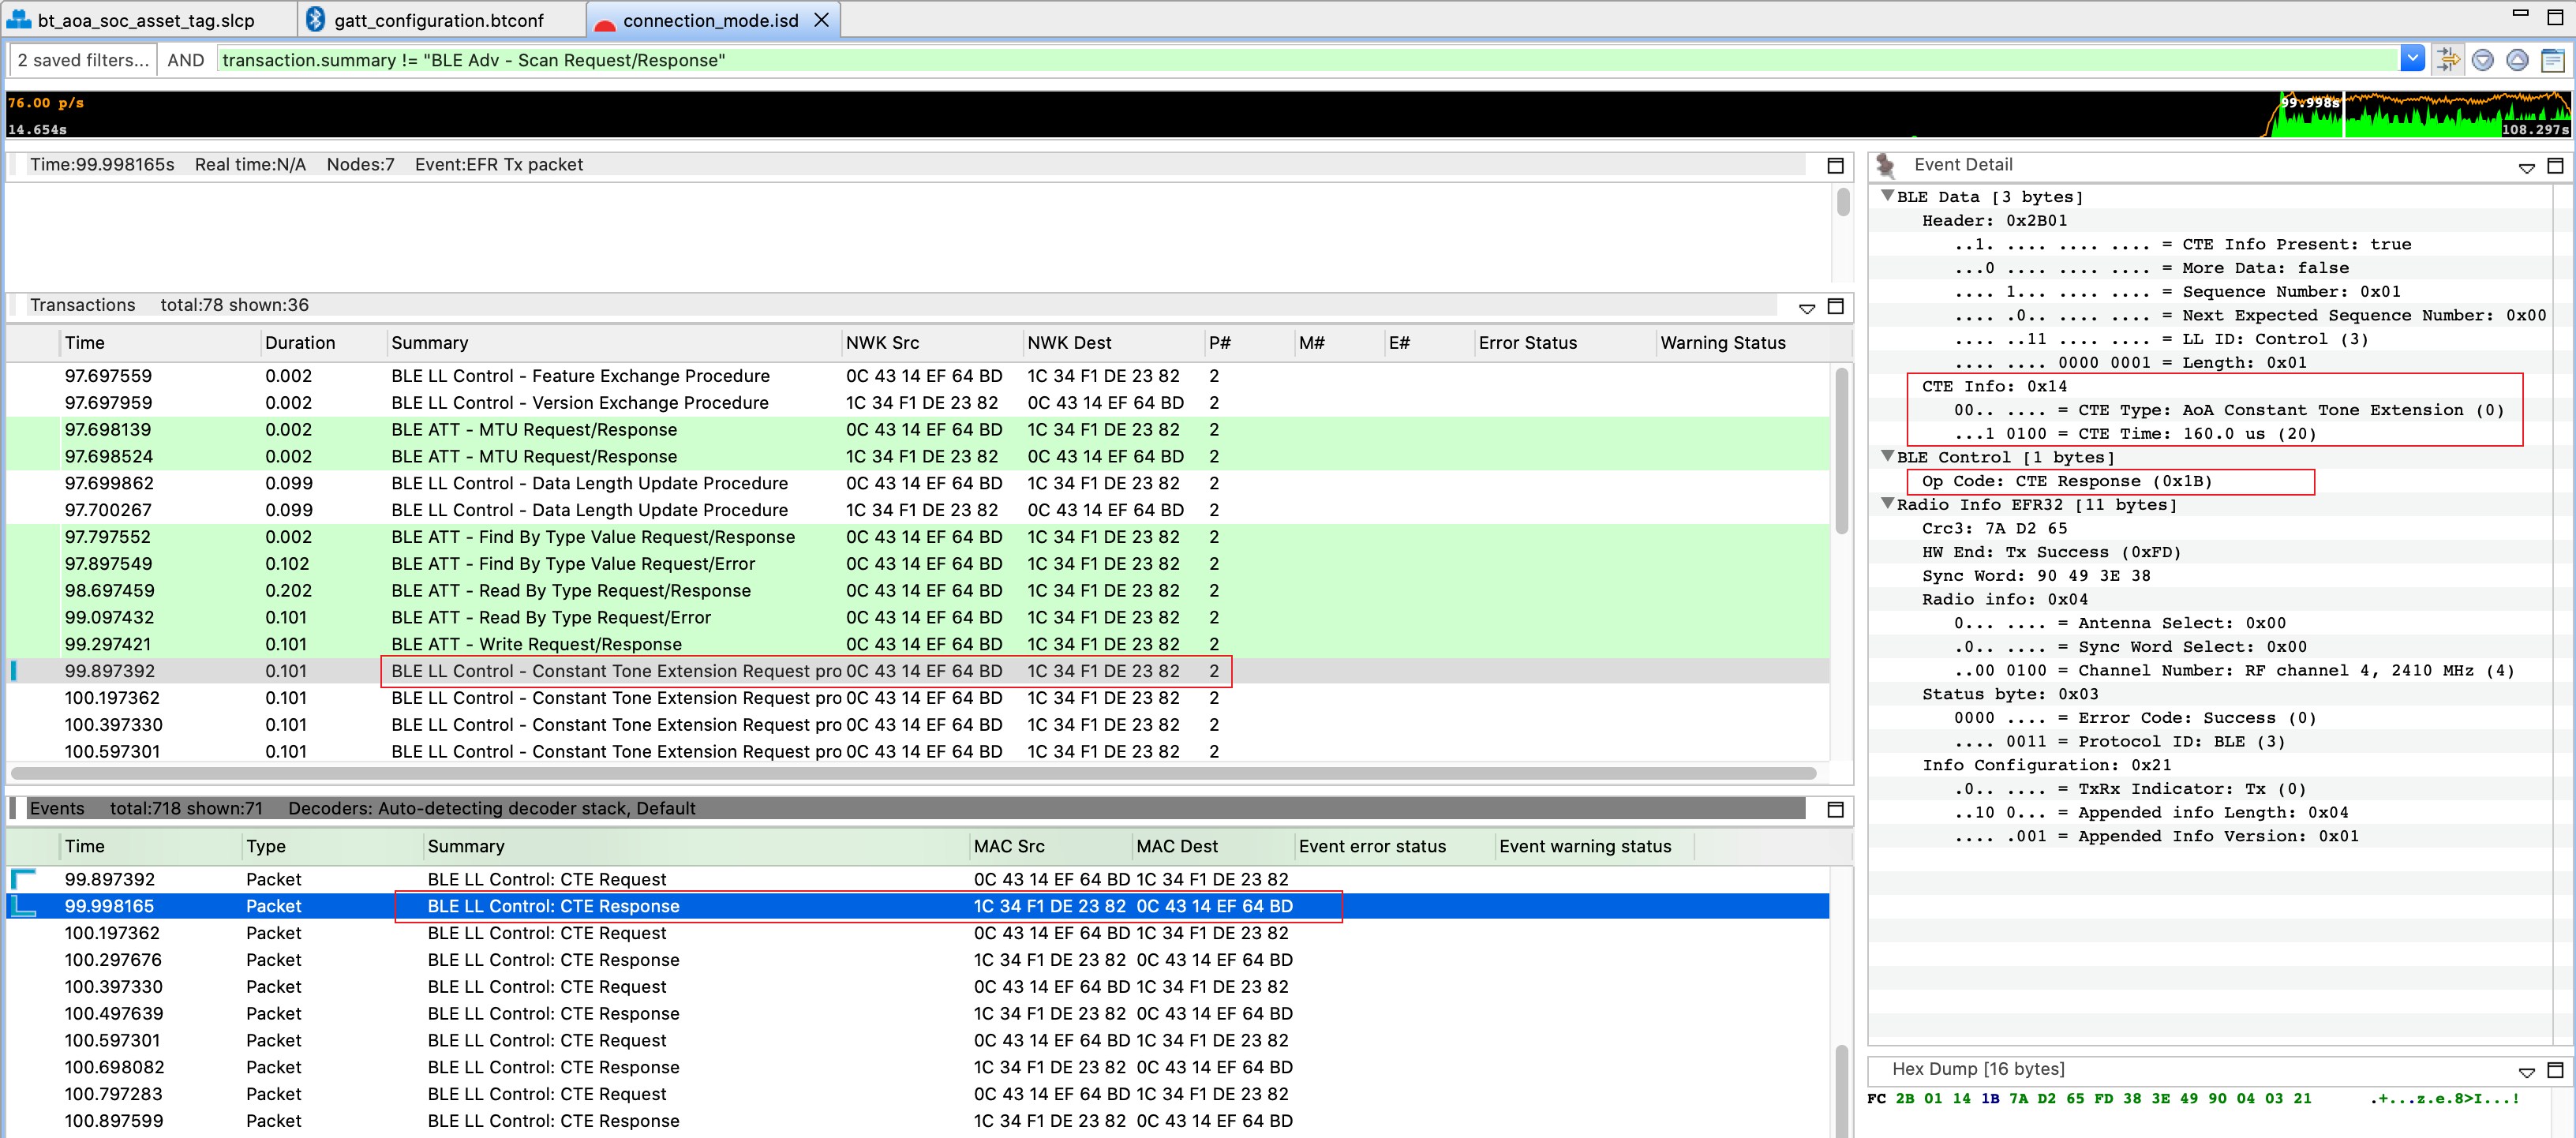 bt_aoa_soc_asset_tag.slcp gatt_configuration.btconf connection_mode.isd
2 saved filters... AND transaction.summary != "BLE Adv - Scan Request/Response"
76.00 p/s
99.998s
14.654s
108.297s
Time:99.998165s Real time:N/A Nodes:7 Event:EFR Tx packet
Transactions total:78 shown:36
Time Duration Summary NWK Src NWK Dest P# M# E# Error Status Warning Status
97.697559 0.002 BLE LL Control - Feature Exchange Procedure 0C 43 14 EF 64 BD 1C 34 F1 DE 23 82 2
97.697959 0.002 BLE LL Control - Version Exchange Procedure 1C 34 F1 DE 23 82 0C 43 14 EF 64 BD 2
97.698139 0.002 BLE ATT - MTU Request/Response 0C 43 14 EF 64 BD 1C 34 F1 DE 23 82 2
97.698524 0.002 BLE ATT - MTU Request/Response 1C 34 F1 DE 23 82 0C 43 14 EF 64 BD 2
97.699862 0.099 BLE LL Control - Data Length Update Procedure 0C 43 14 EF 64 BD 1C 34 F1 DE 23 82 2
97.700267 0.099 BLE LL Control - Data Length Update Procedure 1C 34 F1 DE 23 82 0C 43 14 EF 64 BD 2
97.797552 0.002 BLE ATT - Find By Type Value Request/Response 0C 43 14 EF 64 BD 1C 34 F1 DE 23 82 2
97.897549 0.102 BLE ATT - Find By Type Value Request/Error 0C 43 14 EF 64 BD 1C 34 F1 DE 23 82 2
98.697459 0.202 BLE ATT - Read By Type Request/Response 0C 43 14 EF 64 BD 1C 34 F1 DE 23 82 2
99.097432 0.101 BLE ATT - Read By Type Request/Error 0C 43 14 EF 64 BD 1C 34 F1 DE 23 82 2
99.297421 0.101 BLE ATT - Write Request/Response 0C 43 14 EF 64 BD 1C 34 F1 DE 23 82 2
99.897392 0.101 BLE LL Control - Constant Tone Extension Request pro 0C 43 14 EF 64 BD 1C 34 F1 DE 23 82 2
100.197362 0.101 BLE LL Control - Constant Tone Extension Request pro 0C 43 14 EF 64 BD 1C 34 F1 DE 23 82 2
100.397330 0.101 BLE LL Control - Constant Tone Extension Request pro 0C 43 14 EF 64 BD 1C 34 F1 DE 23 82 2
100.597301 0.101 BLE LL Control - Constant Tone Extension Request pro 0C 43 14 EF 64 BD 1C 34 F1 DE 23 82 2
Events total:718 shown:71 Decoders: Auto-detecting decoder stack, Default
Time Type Summary MAC Src MAC Dest Event error status Event warning status
99.897392 Packet BLE LL Control: CTE Request 0C 43 14 EF 64 BD 1C 34 F1 DE 23 82
99.998165 Packet BLE LL Control: CTE Response 1C 34 F1 DE 23 82 0C 43 14 EF 64 BD
100.197362 Packet BLE LL Control: CTE Request 0C 43 14 EF 64 BD 1C 34 F1 DE 23 82
100.297676 Packet BLE LL Control: CTE Response 1C 34 F1 DE 23 82 0C 43 14 EF 64 BD
100.397330 Packet BLE LL Control: CTE Request 0C 43 14 EF 64 BD 1C 34 F1 DE 23 82
100.497639 Packet BLE LL Control: CTE Response 1C 34 F1 DE 23 82 0C 43 14 EF 64 BD
100.597301 Packet BLE LL Control: CTE Request 0C 43 14 EF 64 BD 1C 34 F1 DE 23 82
100.698082 Packet BLE LL Control: CTE Response 1C 34 F1 DE 23 82 0C 43 14 EF 64 BD
100.797283 Packet BLE LL Control: CTE Request 0C 43 14 EF 64 BD 1C 34 F1 DE 23 82
100.897599 Packet BLE LL Control: CTE Response 1C 34 F1 DE 23 82 0C 43 14 EF 64 BD
Event Detail
BLE Data [3 bytes]
Header: 0x2B01
..1. .... .... .... = CTE Info Present: true
...0 .... .... .... = More Data: false
.... 1... .... .... = Sequence Number: 0x01
.... .0.. .... .... = Next Expected Sequence Number: 0x00
.... ..11 .... .... = LL ID: Control (3)
.... .... 0000 0001 = Length: 0x01
CTE Info: 0x14
00.. .... = CTE Type: AoA Constant Tone Extension (0)
...1 0100 = CTE Time: 160.0 us (20)
BLE Control [1 bytes]
Op Code: CTE Response (0x1B)
Radio Info EFR32 [11 bytes]
Crc3: 7A D2 65
HW End: Tx Success (0xFD)
Sync Word: 90 49 3E 38
Radio info: 0x04
0... .... = Antenna Select: 0x00
.0.. .... = Sync Word Select: 0x00
..00 0100 = Channel Number: RF channel 4, 2410 MHz (4)
Status byte: 0x03
0000 .... = Error Code: Success (0)
.... 0011 = Protocol ID: BLE (3)
Info Configuration: 0x21
.0.. .... = TxRx Indicator: Tx (0)
..10 0... = Appended info Length: 0x04
.... .001 = Appended Info Version: 0x01
Hex Dump [16 bytes]
FC 2B 01 14 1B 7A D2 65 FD 38 3E 49 90 04 03 21 .+...z.e.8>I...!